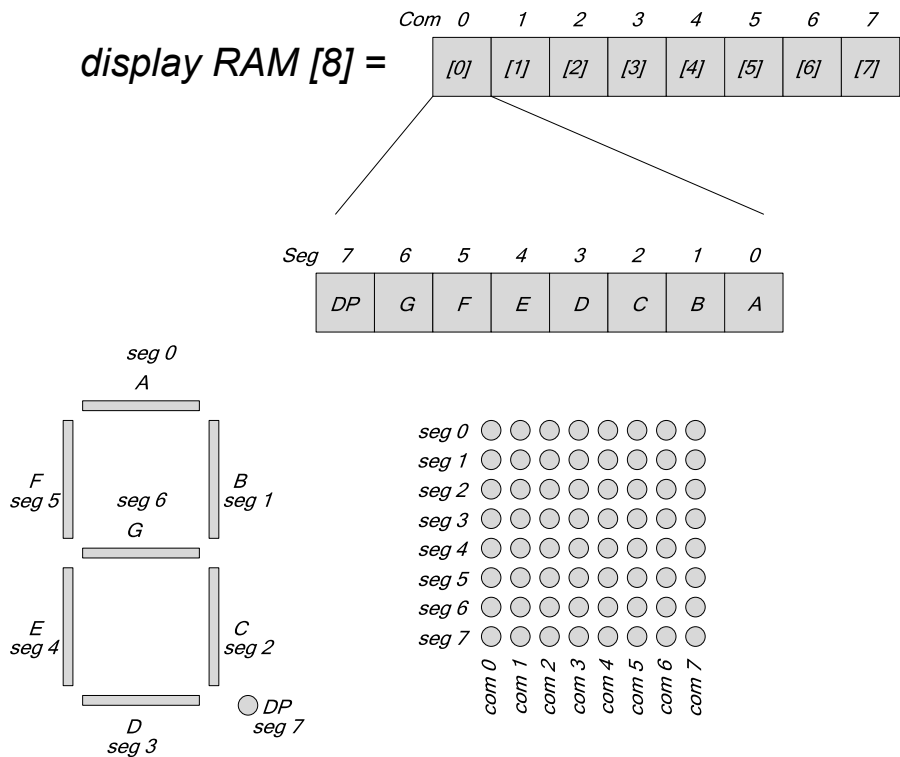 Com 0 1 2 3 4 5 6 7
display RAM [8] =
[0] [1] [2] [3] [4] [5] [6] [7]
Seg 7 6 5 4 3 2 1 0
DP G F E D C B A
seg 0
A
F
seg 5
seg 6
G
B
seg 1
E
seg 4
C
seg 2
D
seg 3
DP
seg 7
seg 0
seg 1
seg 2
seg 3
seg 4
seg 5
seg 6
seg 7
com 0
com 1
com 2
com 3
com 4
com 5
com 6
com 7